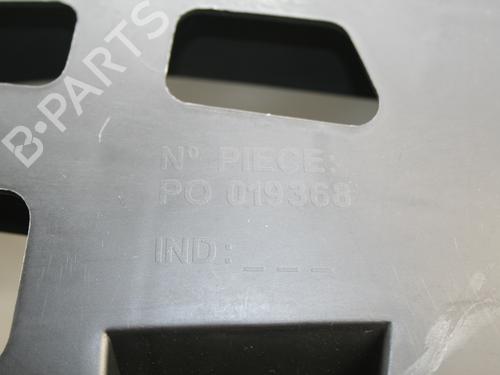 B-PARTS
N° PIECE:
PO 019368
IND: _ _ _